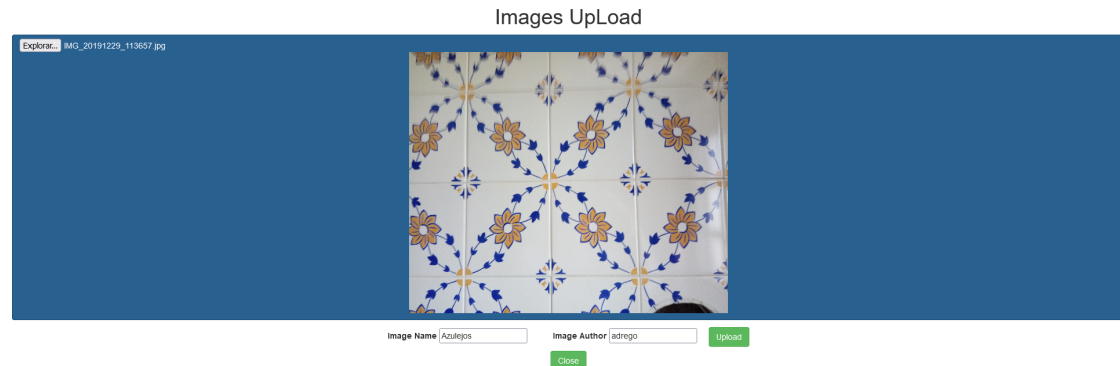 Images UpLoad
Explorar... IMG_20191229_113657.jpg
Image Name Azulejos Image Author adrego Upload
Close